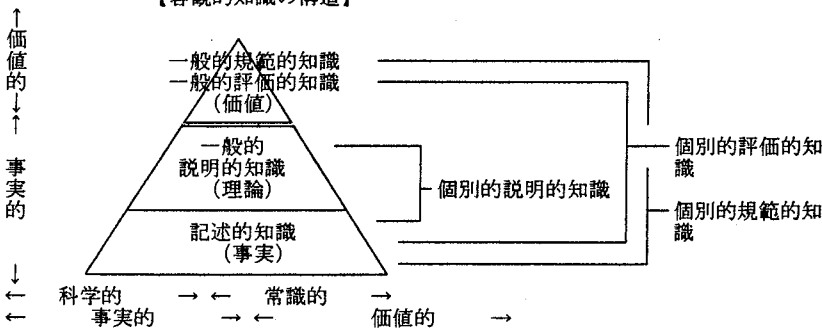 【客観的知識の構造】
↑
価値的
↓
↑
事実的
↓
一般的規範的知識
一般的評価的知識
（価値）
一般的
説明的知識
（理論）
記述的知識
（事実）
個別的説明的知識
個別的評価的知
識
個別的規範的知
識
← 科学的 → ← 常識的 →
← 事実的 → ← 価値的 →